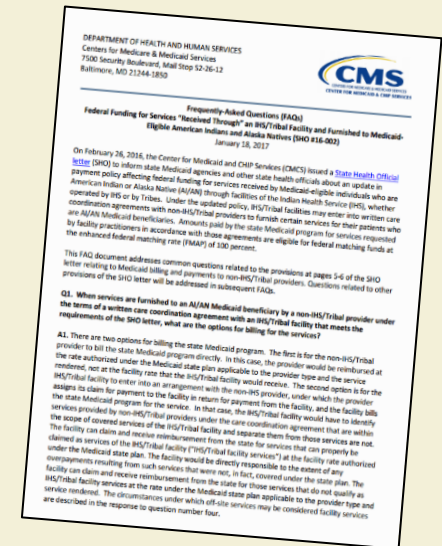 DEPARTMENT OF HEALTH AND HUMAN SERVICES
Centers for Medicare & Medicaid Services
7500 Security Boulevard, Mail Stop S2-26-12
Baltimore, MD 21244-1850
CMS
CENTERS FOR MEDICARE & MEDICAID SERVICES
CENTER FOR MEDICAID & CHIP SERVICES
Frequently-Asked Questions (FAQs)
Federal Funding for Services "Received Through" an IHS/Tribal Facility and Furnished to Medicaid-
Eligible American Indians and Alaska Natives (SHO #16-002)
January 18, 2017
On February 26, 2016, the Center for Medicaid and CHIP Services (CMCS) issued a State Health Official
letter (SHO) to inform state Medicaid agencies and other state health officials about an update in
payment policy affecting federal funding for services received by Medicaid-eligible individuals who are
American Indian or Alaska Native (AI/AN) through facilities of the Indian Health Service (IHS), whether
operated by IHS or by Tribes. Under the updated policy, IHS/Tribal facilities may enter into written care
coordination agreements with non-IHS/Tribal providers to furnish certain services for their patients who
are AI/AN Medicaid beneficiaries. Amounts paid by the state Medicaid program for services requested
by facility practitioners in accordance with those agreements are eligible for federal matching funds at
the enhanced federal matching rate (FMAP) of 100 percent.
This FAQ document addresses common questions related to the provisions at pages 5-6 of the SHO
letter relating to Medicaid billing and payments to non-IHS/Tribal providers. Questions related to other
provisions of the SHO letter will be addressed in subsequent FAQs.
Q1. When services are furnished to an AI/AN Medicaid beneficiary by a non-IHS/Tribal provider under
the terms of a written care coordination agreement with an IHS/Tribal facility that meets the
requirements of the SHO letter, what are the options for billing for the services?
A1. There are two options for billing the state Medicaid program. The first is for the non-IHS/Tribal
provider to bill the state Medicaid program directly. In this case, the provider would be reimbursed at
the rate authorized under the Medicaid state plan applicable to the provider type and the service
rendered, not at the facility rate that the IHS/Tribal facility would receive. The second option is for the
IHS/Tribal facility to enter into an arrangement with the non-IHS provider, under which the provider
assigns its claim for payment to the facility in return for payment from the facility, and the facility bills
the state Medicaid program for the service. In that case, the IHS/Tribal facility would have to identify
services provided by non-IHS/Tribal providers under the care coordination agreement that are within
the scope of covered services of the IHS/Tribal facility and separate them from those services are not.
The facility can claim and receive reimbursement from the state for services that can properly be
claimed as services of the IHS/Tribal facility ("IHS/Tribal facility services") at the facility rate authorized
under the Medicaid state plan. The facility would be directly responsible to the extent of any
overpayments resulting from such services that were not, in fact, covered under the state plan. The
facility can claim and receive reimbursement from the state for those services that do not qualify as
IHS/Tribal facility services at the rate under the Medicaid state plan applicable to the provider type and
service rendered. The circumstances under which off-site services may be considered facility services
are described in the response to question number four.